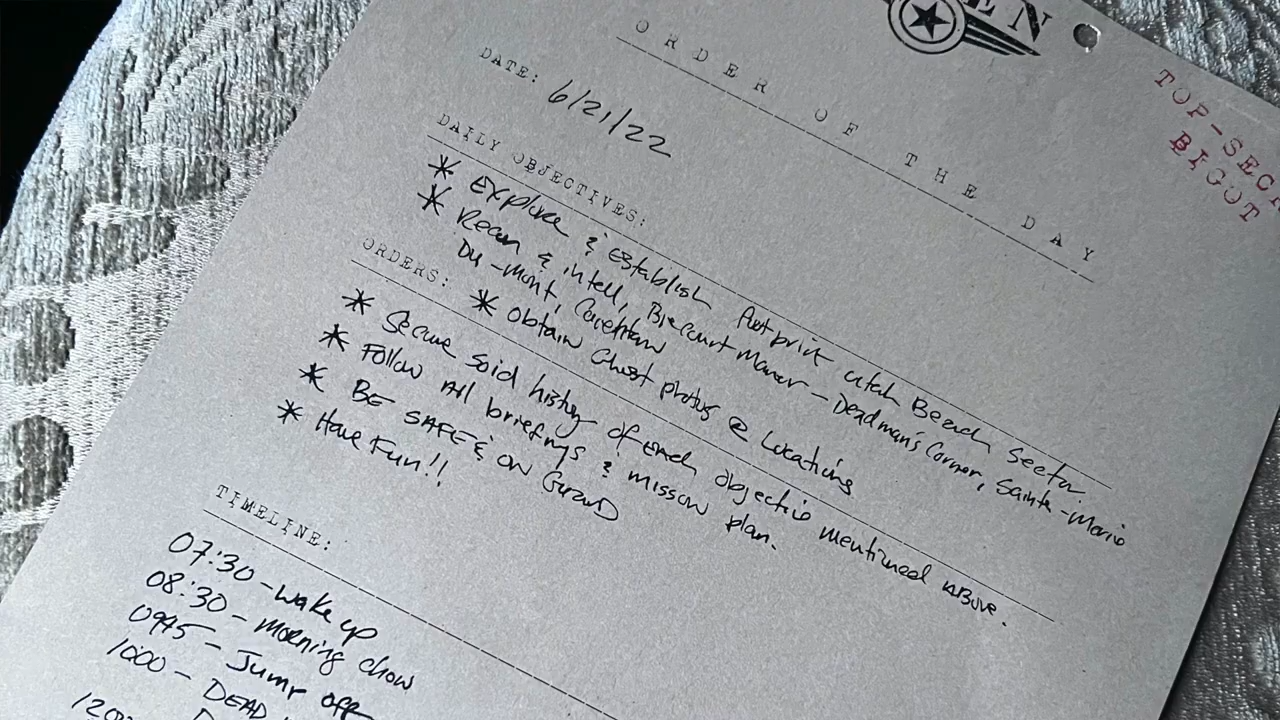 EN
ORDER OF THE DAY
TOP-SEC
BIGOT
DATE: 6/21/22
DAILY OBJECTIVES:
* Explore & Establish footprint Utah Beach Sector
* Recon & intell, Brecourt Manor - Deadman's Corner, Sainte-Marie
Du-Mont, Carentan
* Obtain Ghost photos @ Locations
ORDERS:
* Secure said history of each objective mentioned above.
* Follow All briefings & mission plan.
* BE SAFE & ON Guard
* Have Fun!!
TIMELINE:
07:30 - wake up
08:30 - morning chow
0945 - Jump off
1000 - DEAD